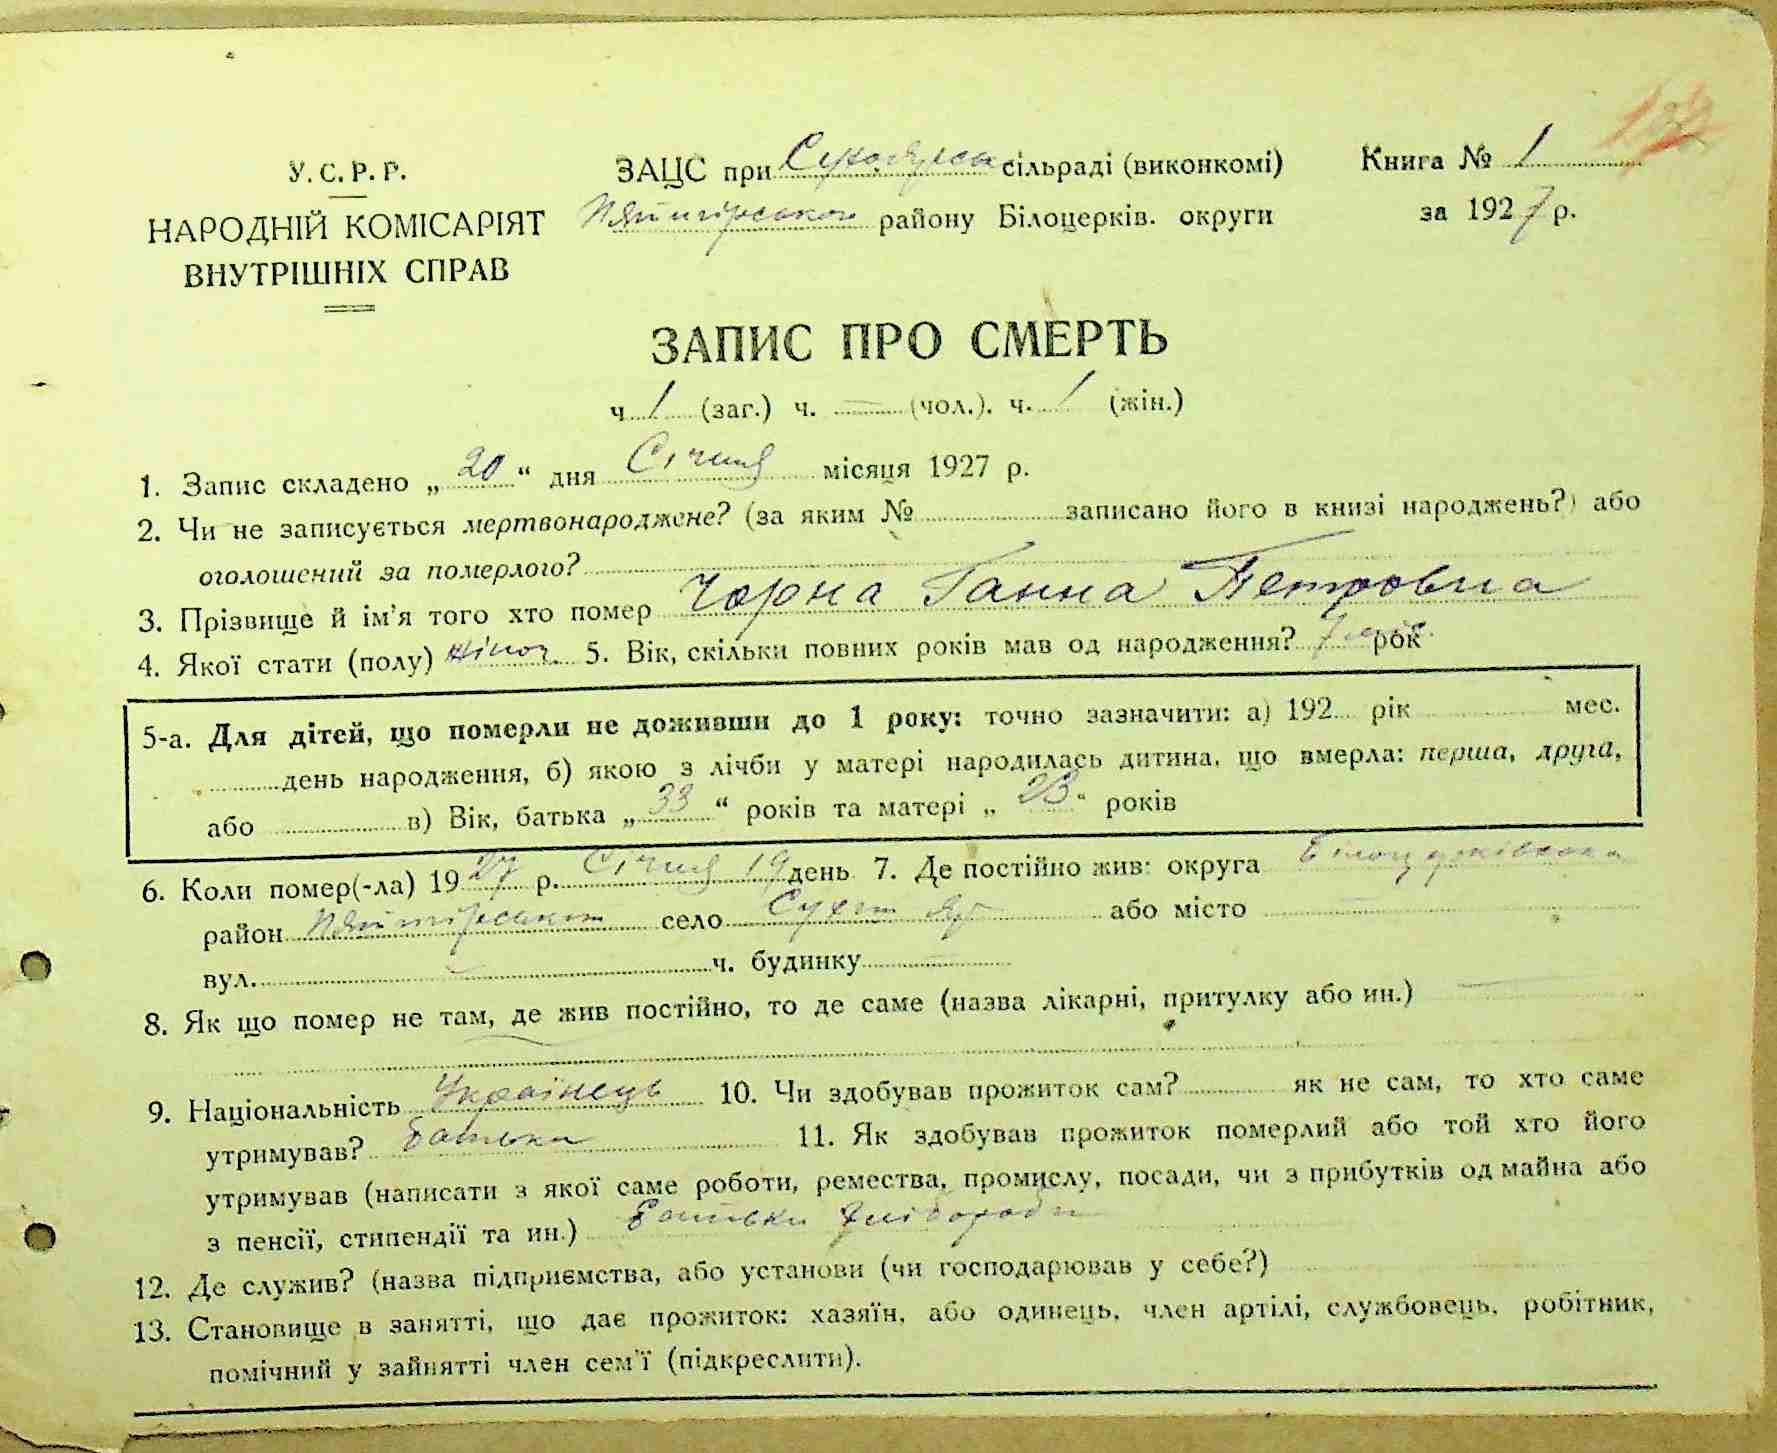 У.С.Р.Р.
НАРОДНІЙ КОМІСАРІЯТ
ВНУТРІШНІХ СПРАВ
ЗАЦС при Сухоярськ сільраді (виконкомі)
Пятигірського району Білоцерків. округи
Книга № 1
за 1927 р.
ЗАПИС ПРО СМЕРТЬ
ч 1 (заг.) ч. — (чол.). ч. 1 (жін.)
1. Запис складено „20“ дня Січня місяця 1927 р.
2. Чи не записується мертвонароджене? (за яким № записано його в книзі народжень?) або
оголошений за померлого?
3. Прізвище й ім'я того хто помер Чорна Ганна Петровна
4. Якої стати (полу) жіноч. 5. Вік, скільки повних років мав од народження? 7 рок
5-а. Для дітей, що померли не доживши до 1 року: точно зазначити: а) 192 рік мес.
день народження, б) якою з лічби у матері народилась дитина, що вмерла: перша, друга,
або в) Вік, батька „33“ років та матері „23“ років
6. Коли помер(-ла) 1927 р. Січня 19 день 7. Де постійно жив: округа Білоцерківська
район Пятигірського село Сухий Яр або місто —
вул. — ч. будинку —
8. Як що помер не там, де жив постійно, то де саме (назва лікарні, притулку або ин.) —
9. Національність Українець 10. Чи здобував прожиток сам? як не сам, то хто саме
утримував? батьки 11. Як здобував прожиток померлий або той хто його
утримував (написати з якої саме роботи, ремества, промислу, посади, чи з прибутків од майна або
з пенсії, стипендії та ин.) батьки хлібороби
12. Де служив? (назва підприємства, або установи (чи господарював у себе?)
13. Становище в занятті, що дає прожиток: хазяїн, або одинець, член артілі, службовець, робітник,
помічний у зайнятті член сем'ї (підкреслити).